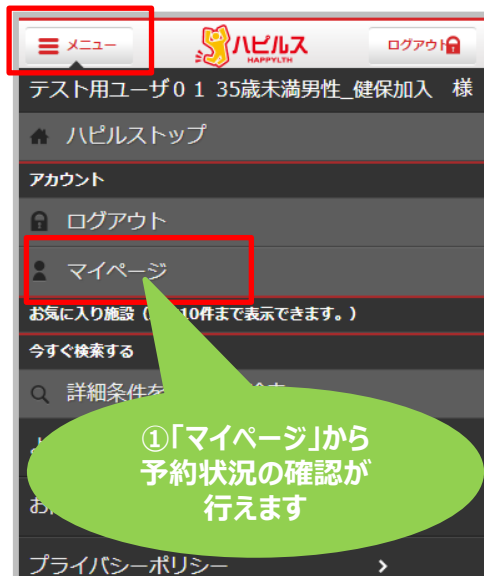 メニュー
ハピルス
HAPPYLTH
ログアウト
テスト用ユーザ０１ 35歳未満男性_健保加入 様
ハピルストップ
アカウント
ログアウト
マイページ
お気に入り施設（ 10件まで表示できます。）
今すぐ検索する
詳細条件を
①「マイページ」から
予約状況の確認が
行えます
お
プライバシーポリシー